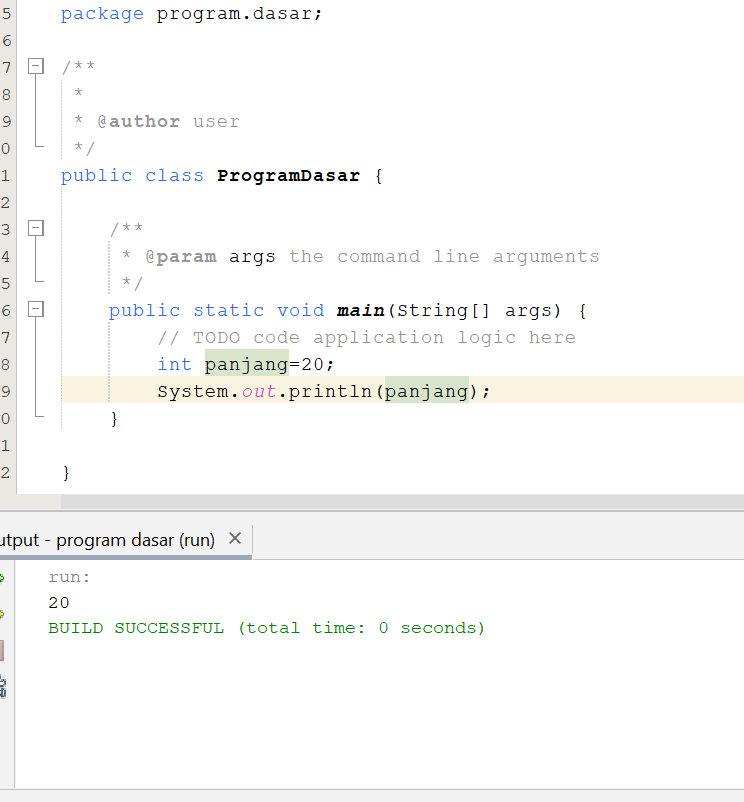 5 package program.dasar;
6
7 /**
8 *
9 * @author user
0 */
1 public class ProgramDasar {
2
3 /**
4 * @param args the command line arguments
5 */
6 public static void main(String[] args) {
7 // TODO code application logic here
8 int panjang=20;
9 System.out.println(panjang);
0 }
1
2 }
utput - program dasar (run) ×
run:
20
BUILD SUCCESSFUL (total time: 0 seconds)